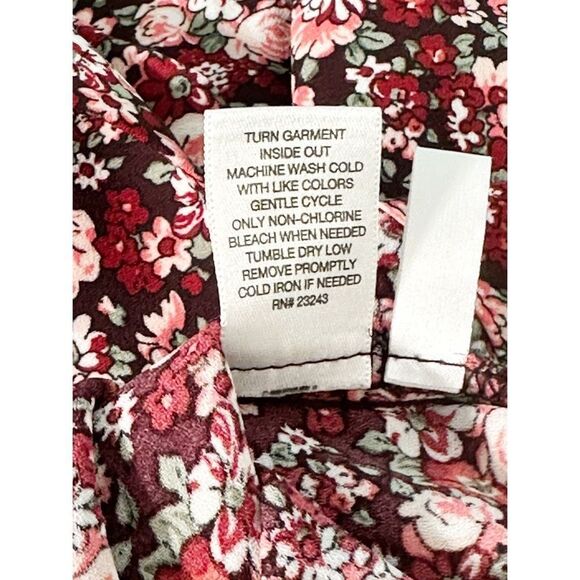 TURN GARMENT
INSIDE OUT
MACHINE WASH COLD
WITH LIKE COLORS
GENTLE CYCLE
ONLY NON-CHLORINE
BLEACH WHEN NEEDED
TUMBLE DRY LOW
REMOVE PROMPTLY
COLD IRON IF NEEDED
RN# 23243